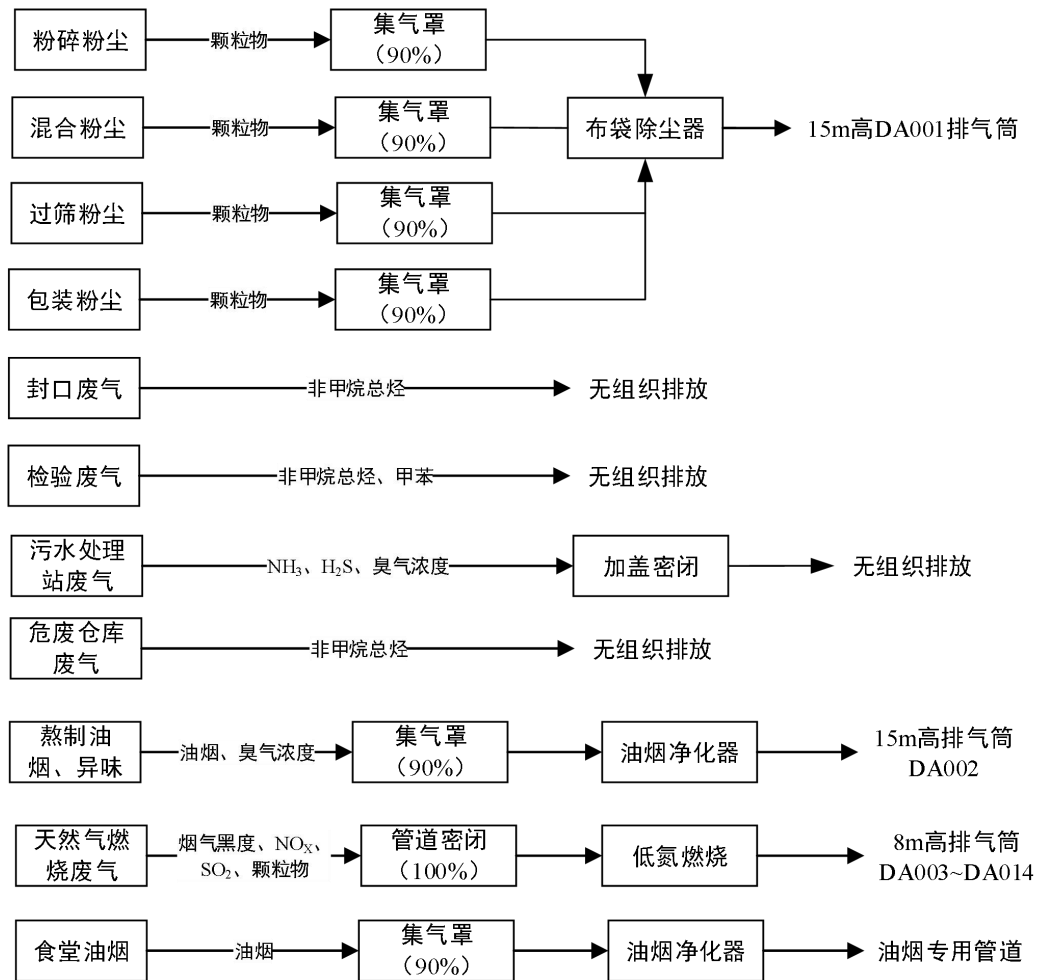 粉碎粉尘
颗粒物
集气罩
（90%）
混合粉尘
颗粒物
集气罩
（90%）
布袋除尘器
15m高DA001排气筒
过筛粉尘
颗粒物
集气罩
（90%）
包装粉尘
颗粒物
集气罩
（90%）
封口废气
非甲烷总烃
无组织排放
检验废气
非甲烷总烃、甲苯
无组织排放
污水处理
站废气
NH₃、H₂S、臭气浓度
加盖密闭
无组织排放
危废仓库
废气
非甲烷总烃
无组织排放
熬制油
烟、异味
油烟、臭气浓度
集气罩
（90%）
油烟净化器
15m高排气筒
DA002
天然气燃
烧废气
烟气黑度、NOX、
SO₂、颗粒物
管道密闭
（100%）
低氮燃烧
8m高排气筒
DA003~DA014
食堂油烟
油烟
集气罩
（90%）
油烟净化器
油烟专用管道